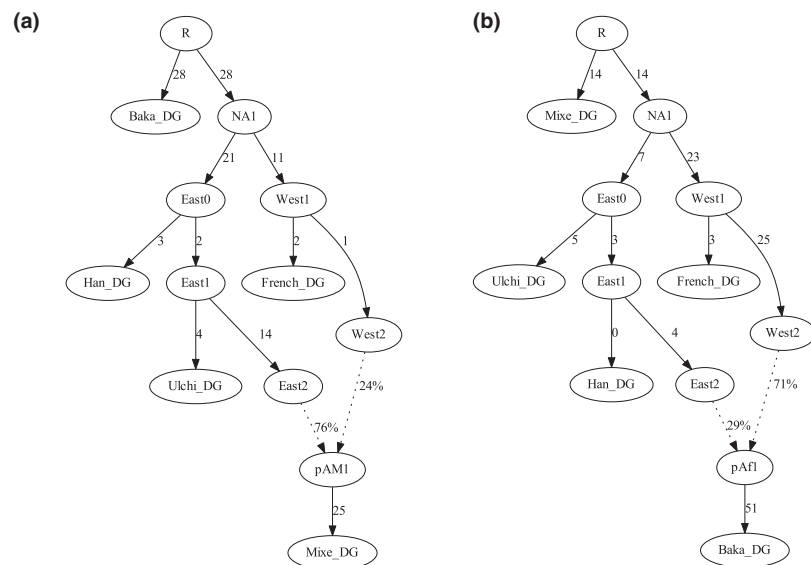 (a)
R
28 28
Baka_DG NA1
21 11
East0 West1
3 2 2 1
Han_DG East1 French_DG
4 14 West2
Ulchi_DG East2 24%
76%
pAM1
25
Mixe_DG
(b)
R
14 14
Mixe_DG NA1
7 23
East0 West1
5 3 3 25
Ulchi_DG East1 French_DG
0 4 West2
Han_DG East2 71%
29%
pAf1
51
Baka_DG